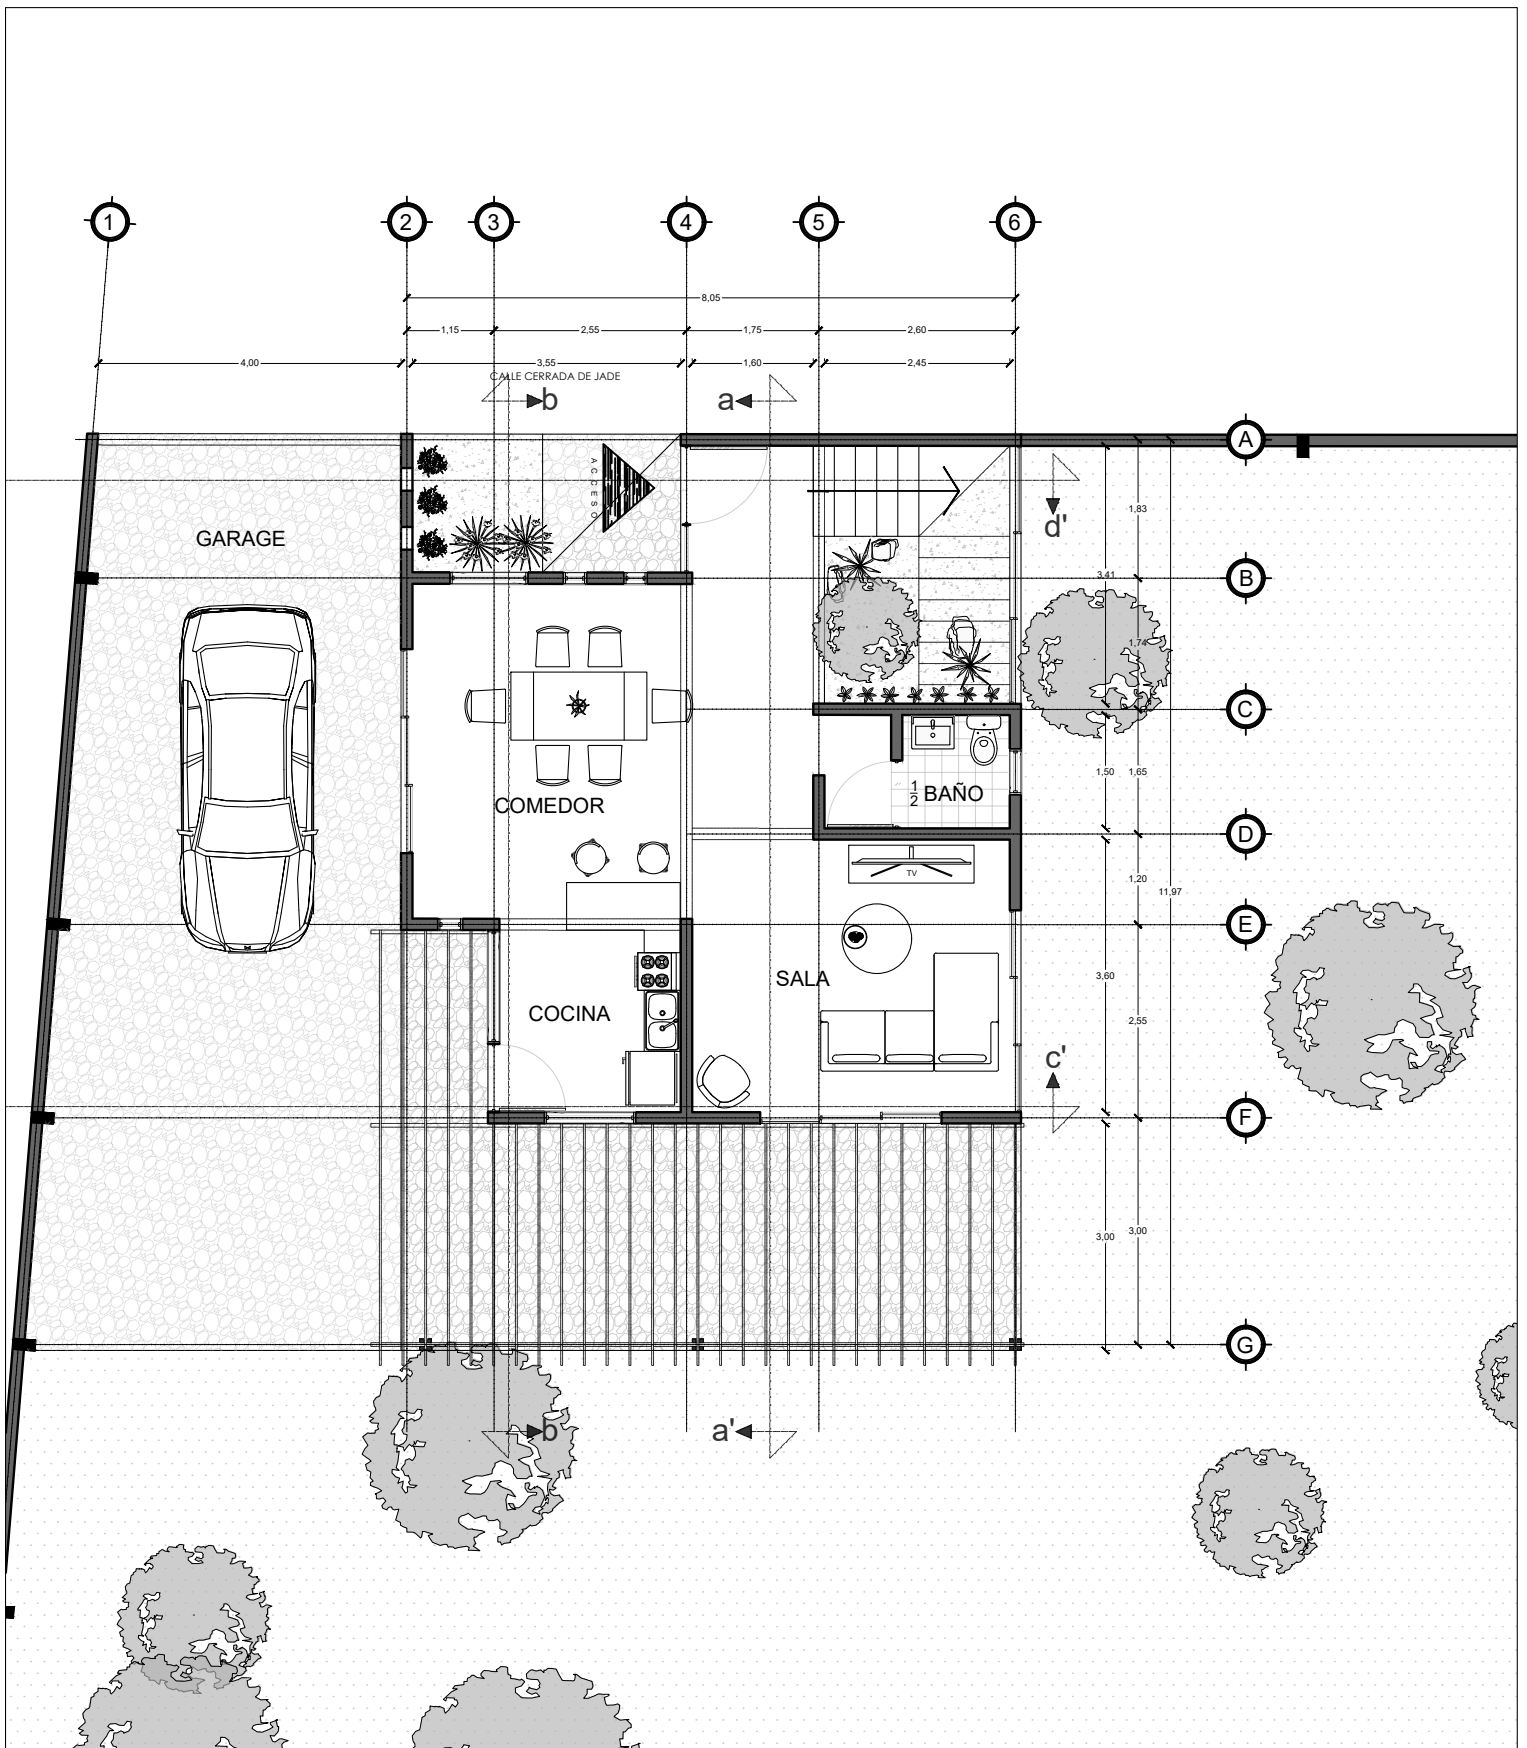 1 2 3 4 5 6
8,05
1,15 2,55 1,75 2,60
4,00 3,55 1,60 2,45
CALLE CERRADA DE JADE
b a
A
ACCESO
1,83
d'
GARAGE
3,41
B
1,74
C
1,50 1,65
½ BAÑO
COMEDOR
D
TV
1,20
11,97
E
3,60
SALA
COCINA
2,55
c'
F
3,00 3,00
G
b' a'